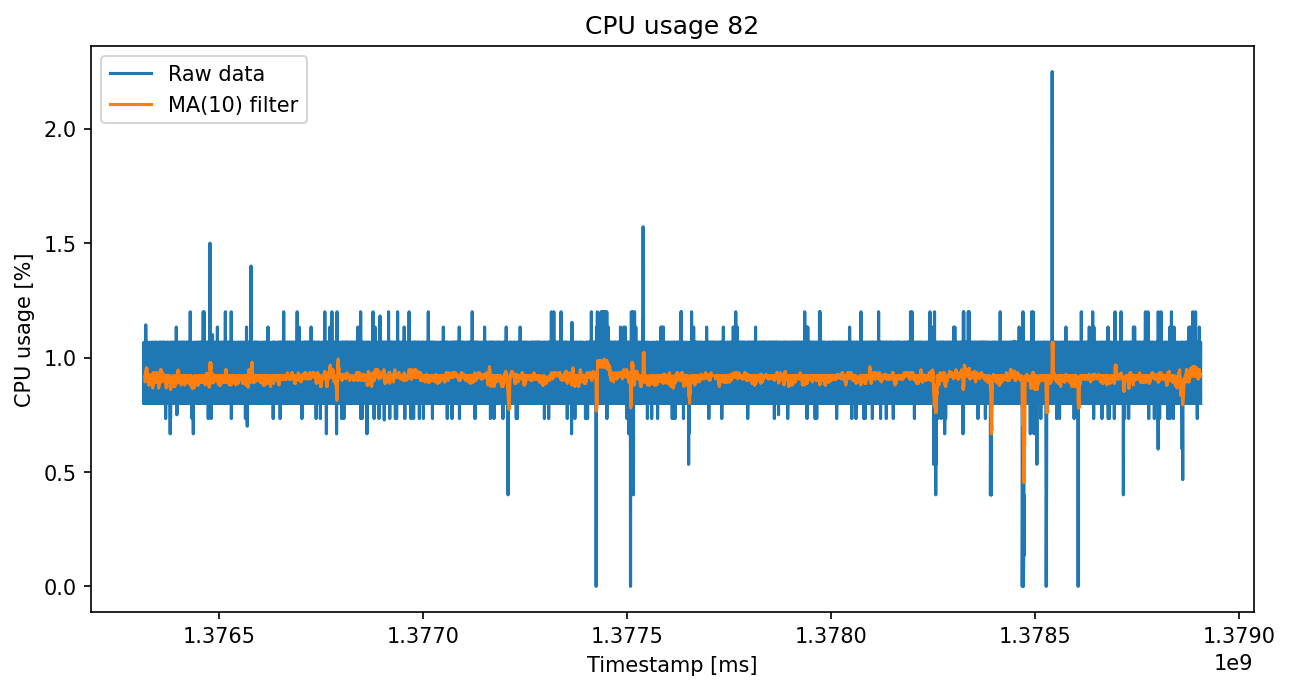 CPU usage 82
Raw data
MA(10) filter
CPU usage [%]
2.0
1.5
1.0
0.5
0.0
1.3765 1.3770 1.3775 1.3780 1.3785 1.3790
1e9
Timestamp [ms]